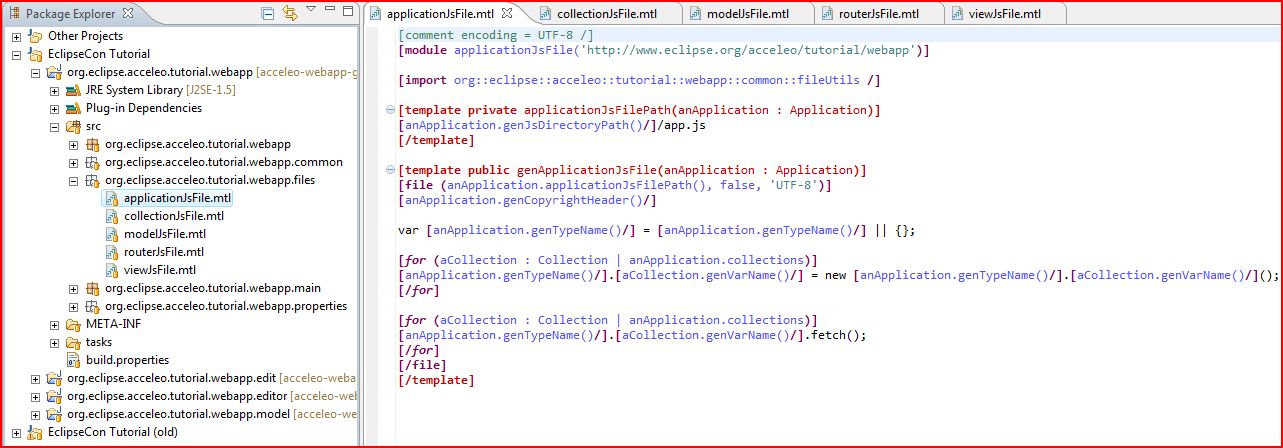 Package Explorer
Other Projects
EclipseCon Tutorial
org.eclipse.acceleo.tutorial.webapp [acceleo-webapp-g
JRE System Library [J2SE-1.5]
Plug-in Dependencies
src
org.eclipse.acceleo.tutorial.webapp
org.eclipse.acceleo.tutorial.webapp.common
org.eclipse.acceleo.tutorial.webapp.files
applicationJsFile.mtl
collectionJsFile.mtl
modelJsFile.mtl
routerJsFile.mtl
viewJsFile.mtl
org.eclipse.acceleo.tutorial.webapp.main
org.eclipse.acceleo.tutorial.webapp.properties
META-INF
tasks
build.properties
org.eclipse.acceleo.tutorial.webapp.edit [acceleo-weba
org.eclipse.acceleo.tutorial.webapp.editor [acceleo-we
org.eclipse.acceleo.tutorial.webapp.model [acceleo-we
EclipseCon Tutorial (old)
applicationJsFile.mtl collectionJsFile.mtl modelJsFile.mtl routerJsFile.mtl viewJsFile.mtl
[comment encoding = UTF-8 /]
[module applicationJsFile('http://www.eclipse.org/acceleo/tutorial/webapp')]
[import org::eclipse::acceleo::tutorial::webapp::common::fileUtils /]
[template private applicationJsFilePath(anApplication : Application)]
[anApplication.genJsDirectoryPath()/]/app.js
[/template]
[template public genApplicationJsFile(anApplication : Application)]
[file (anApplication.applicationJsFilePath(), false, 'UTF-8')]
[anApplication.genCopyrightHeader()/]
var [anApplication.genTypeName()/] = [anApplication.genTypeName()/] || {};
[for (aCollection : Collection | anApplication.collections)]
[anApplication.genTypeName()/].[aCollection.genVarName()/] = new [anApplication.genTypeName()/].[aCollection.genVarName()/]();
[/for]
[for (aCollection : Collection | anApplication.collections)]
[anApplication.genTypeName()/].[aCollection.genVarName()/].fetch();
[/for]
[/file]
[/template]